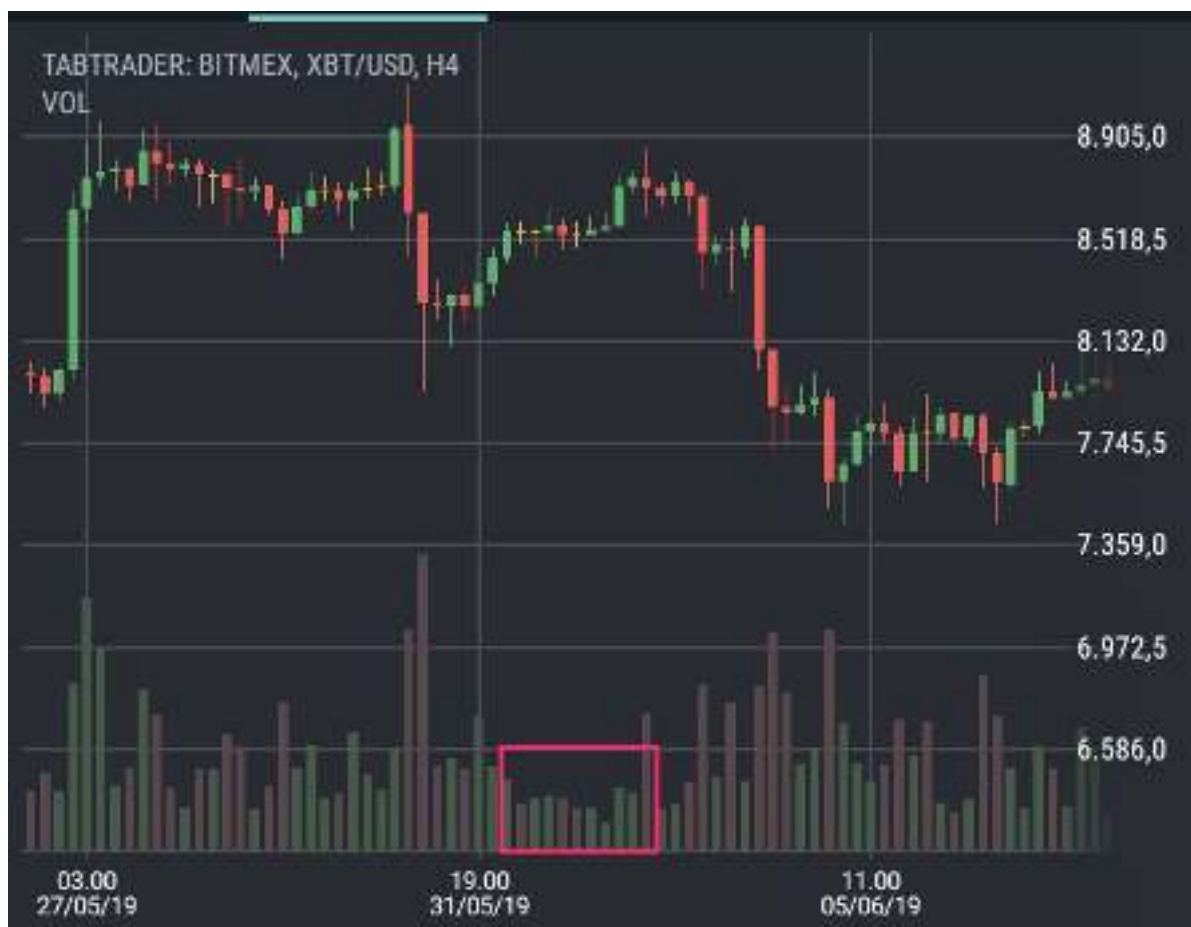 TABTRADER: BITMEX, XBT/USD, H4
VOL
8.905,0
8.518,5
8.132,0
7.745,5
7.359,0
6.972,5
6.586,0
03.00 19.00 11.00
27/05/19 31/05/19 05/06/19